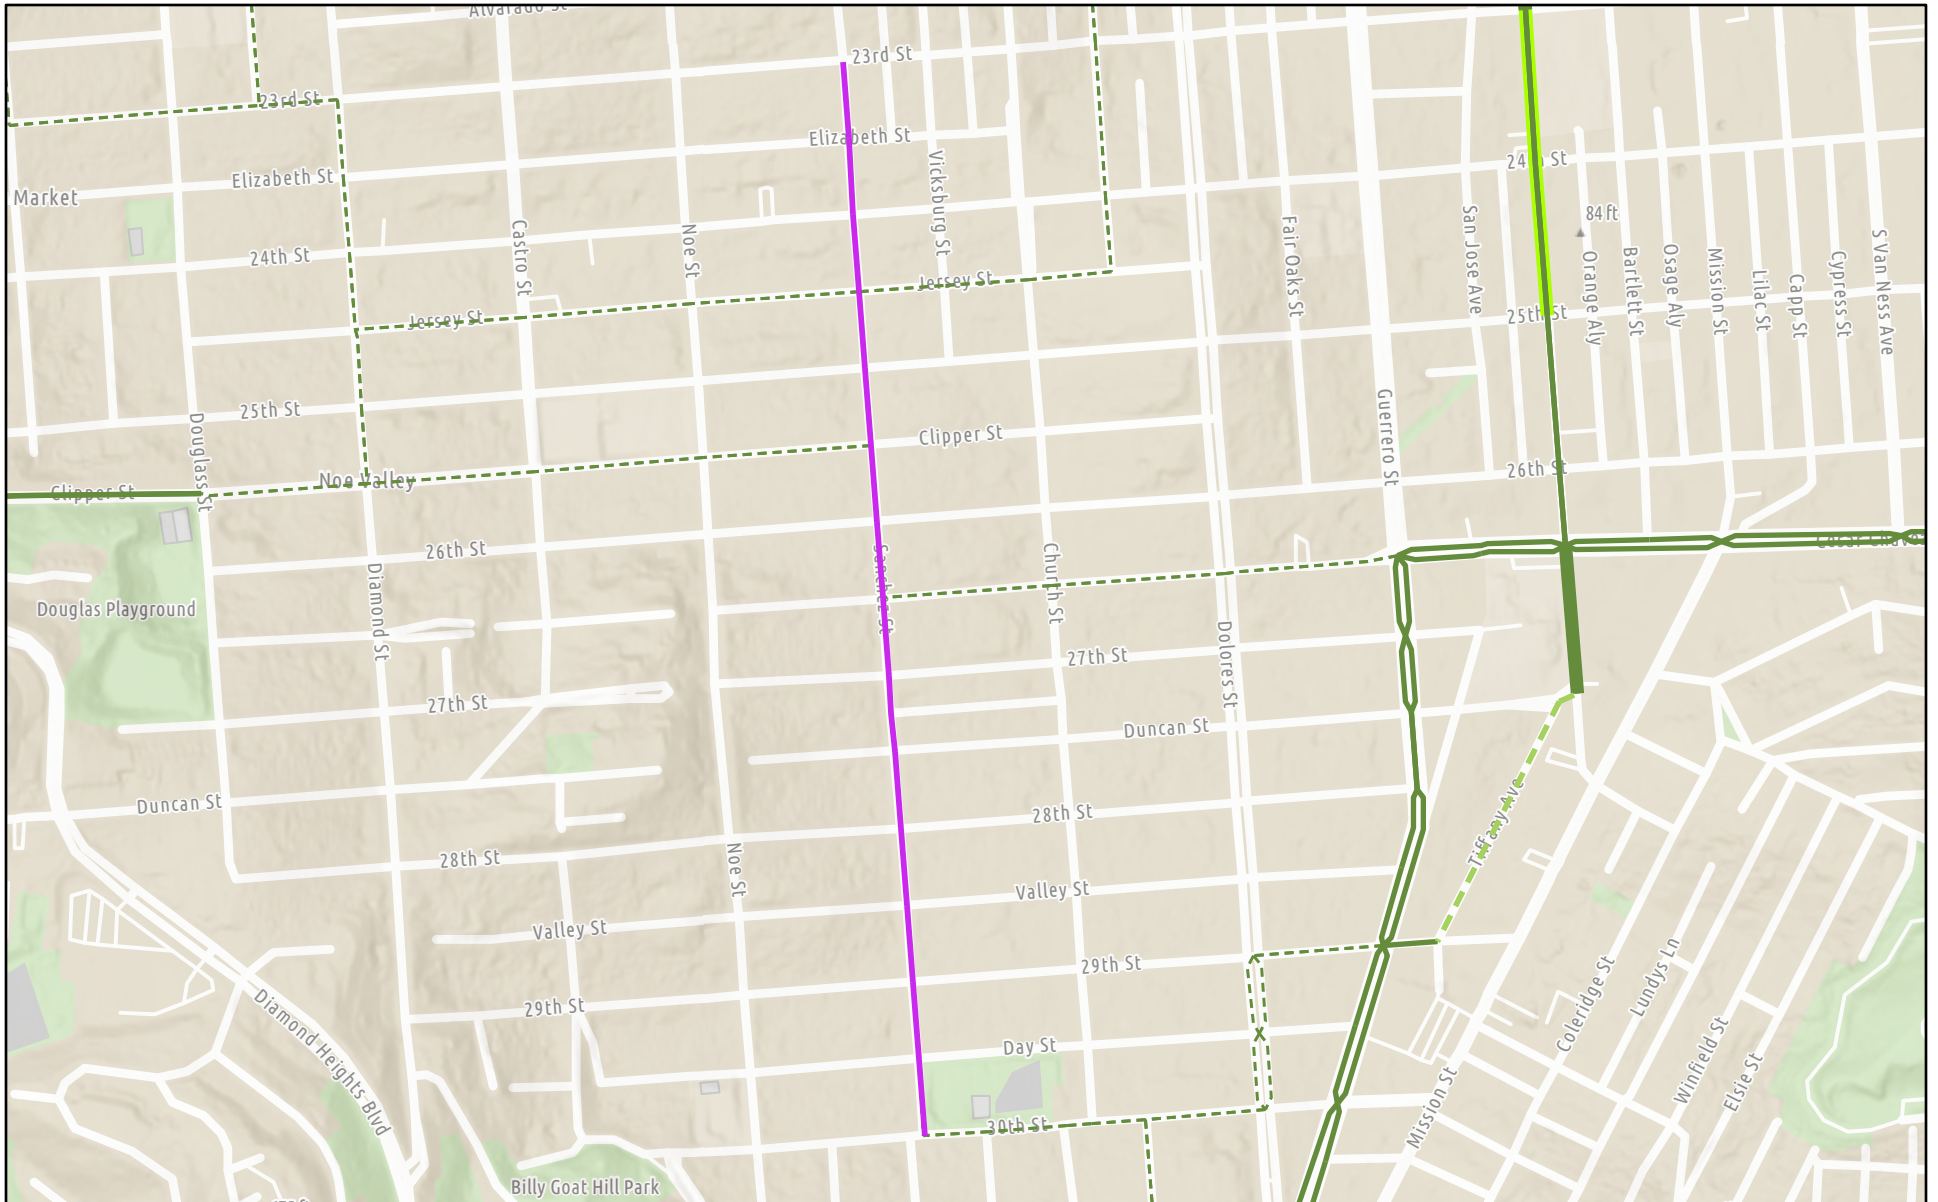 Alvarado St
23rd St
23rd St
Elizabeth St
Elizabeth St
24th St
Market
Vicksburg St
84 ft
Castro St
Noe St
24th St
Fair Oaks St
San Jose Ave
Orange Aly
Bartlett St
Osage Aly
Mission St
Lilac St
Capp St
Cypress St
S Van Ness Ave
Jersey St
Jersey St
25th St
25th St
Guerrero St
Douglass St
Clipper St
Noe Valley
Clipper St
26th St
26th St
Sanchez St
Church St
Cesar Chavez
Diamond St
Douglas Playground
Dolores St
27th St
27th St
Duncan St
Duncan St
Tiffany Ave
28th St
28th St
Noe St
Valley St
Valley St
29th St
29th St
Diamond Heights Blvd
Day St
Coleridge St
Lundys Ln
Winfield St
Elsie St
Mission St
30th St
Billy Goat Hill Park